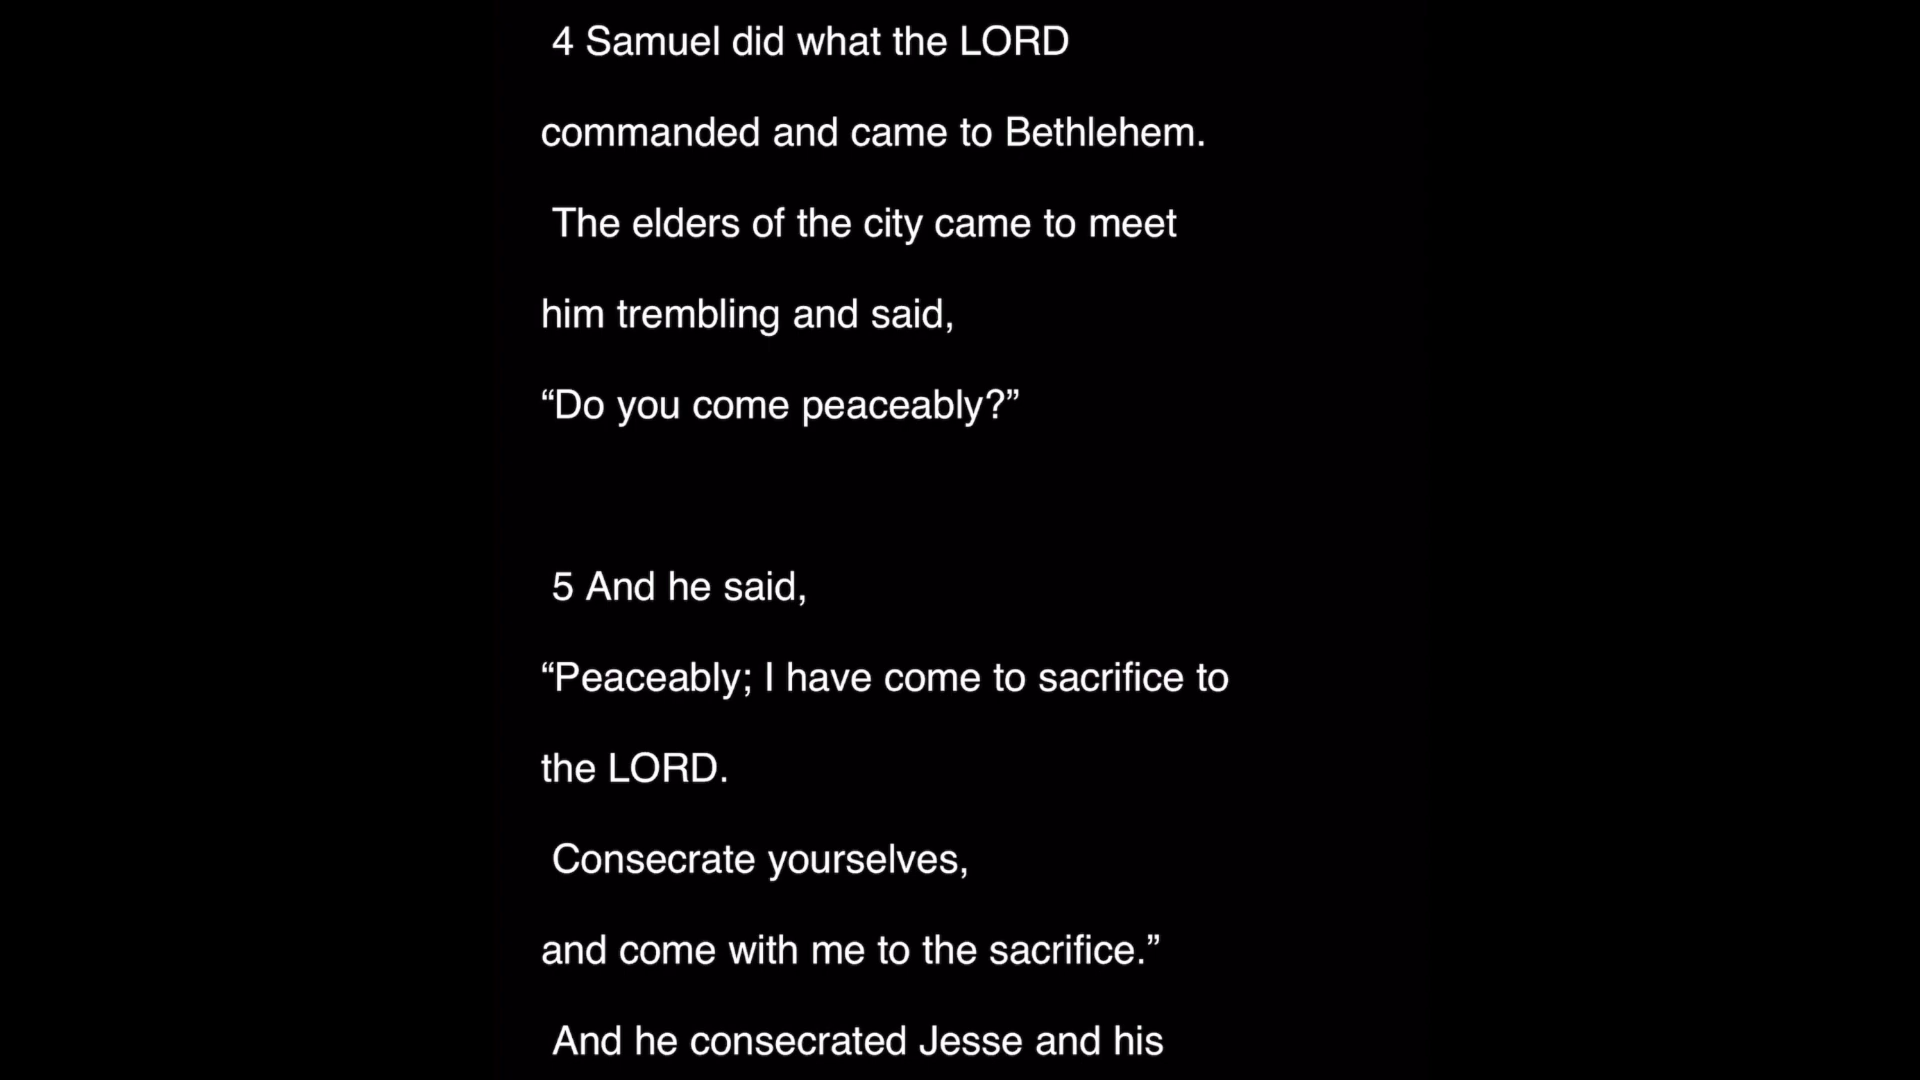 4 Samuel did what the LORD
commanded and came to Bethlehem.
The elders of the city came to meet
him trembling and said,
“Do you come peaceably?”
5 And he said,
“Peaceably; I have come to sacrifice to
the LORD.
Consecrate yourselves,
and come with me to the sacrifice.”
And he consecrated Jesse and his